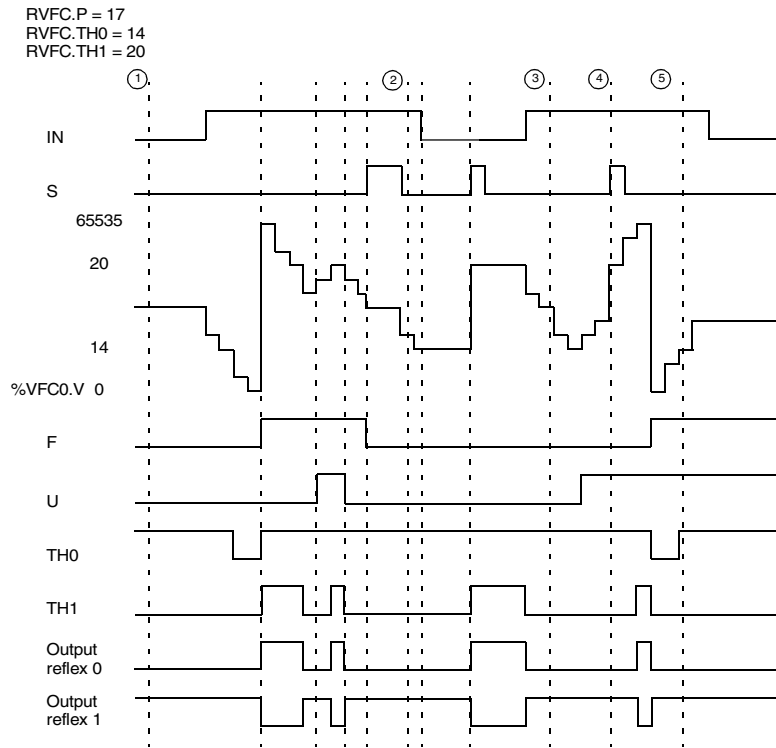 RVFC.P = 17
RVFC.TH0 = 14
RVFC.TH1 = 20
1 2 3 4 5
IN
S
65535
20
14
%VFC0.V 0
F
U
TH0
TH1
Output
reflex 0
Output
reflex 1